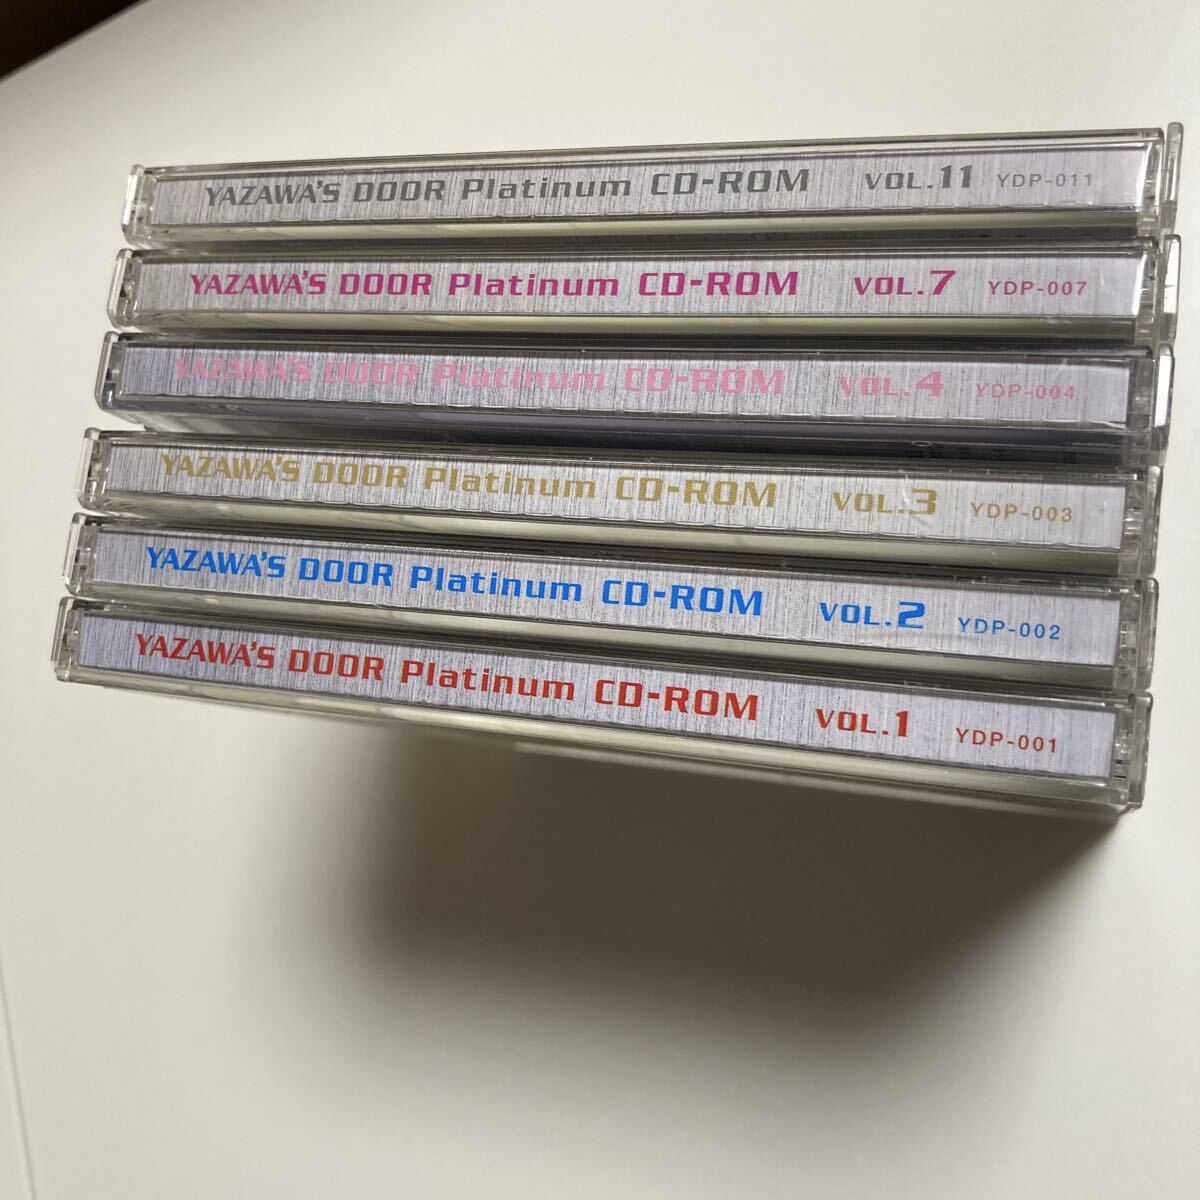 YAZAWA'S DOOR Platinum CD-ROM VOL.11 YDP-011
YAZAWA'S DOOR Platinum CD-ROM VOL.7 YDP-007
YAZAWA'S DOOR Platinum CD-ROM VOL.4 YDP-004
YAZAWA'S DOOR Platinum CD-ROM VOL.3 YDP-003
YAZAWA'S DOOR Platinum CD-ROM VOL.2 YDP-002
YAZAWA'S DOOR Platinum CD-ROM VOL.1 YDP-001